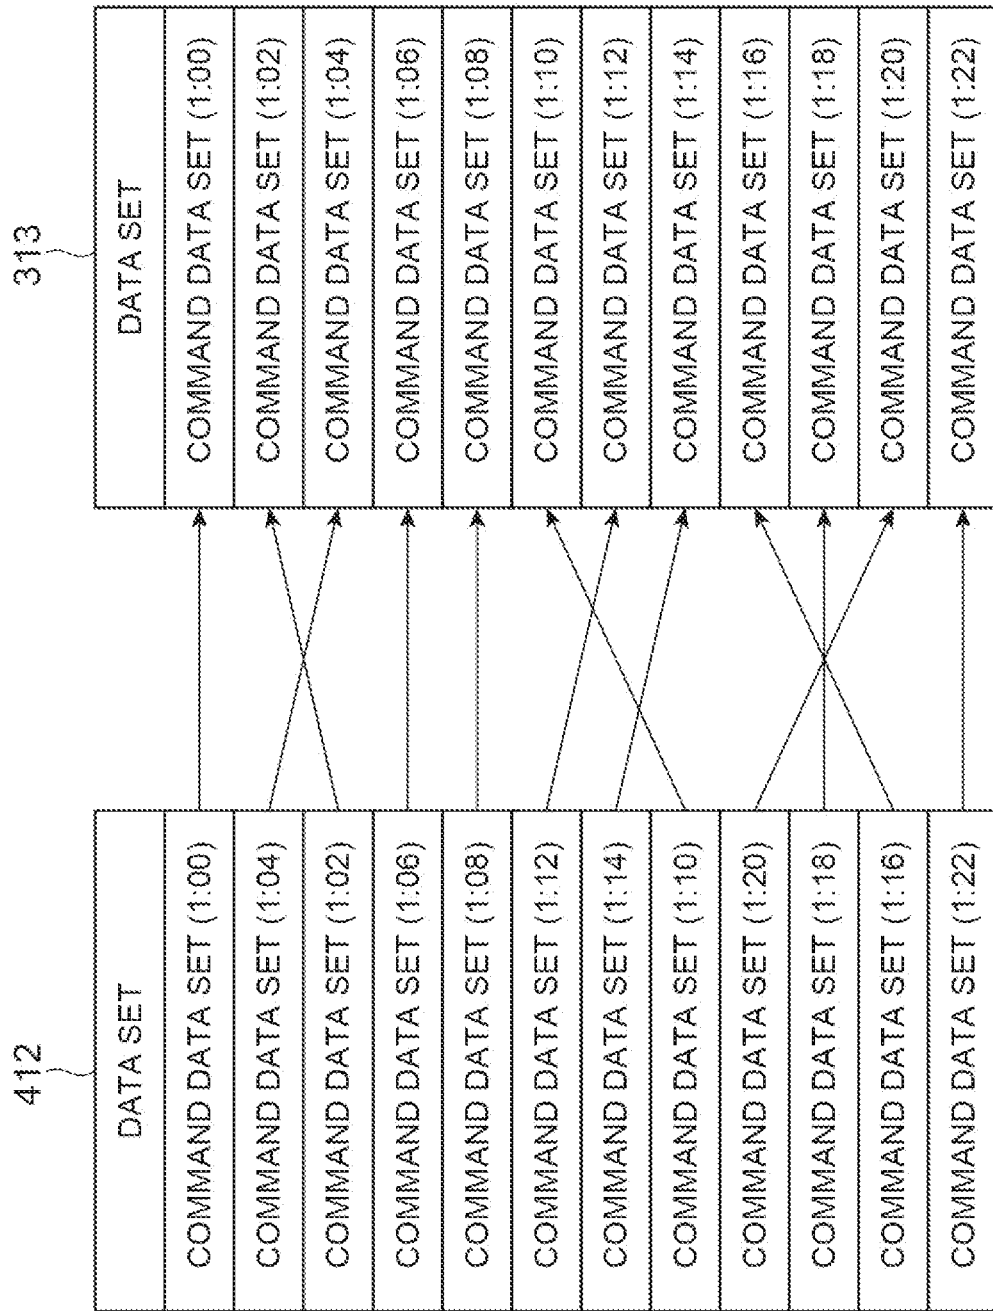 412
DATA SET
COMMAND DATA SET (1:00)
COMMAND DATA SET (1:04)
COMMAND DATA SET (1:02)
COMMAND DATA SET (1:06)
COMMAND DATA SET (1:08)
COMMAND DATA SET (1:12)
COMMAND DATA SET (1:14)
COMMAND DATA SET (1:10)
COMMAND DATA SET (1:20)
COMMAND DATA SET (1:18)
COMMAND DATA SET (1:16)
COMMAND DATA SET (1:22)
313
DATA SET
COMMAND DATA SET (1:00)
COMMAND DATA SET (1:02)
COMMAND DATA SET (1:04)
COMMAND DATA SET (1:06)
COMMAND DATA SET (1:08)
COMMAND DATA SET (1:10)
COMMAND DATA SET (1:12)
COMMAND DATA SET (1:14)
COMMAND DATA SET (1:16)
COMMAND DATA SET (1:18)
COMMAND DATA SET (1:20)
COMMAND DATA SET (1:22)